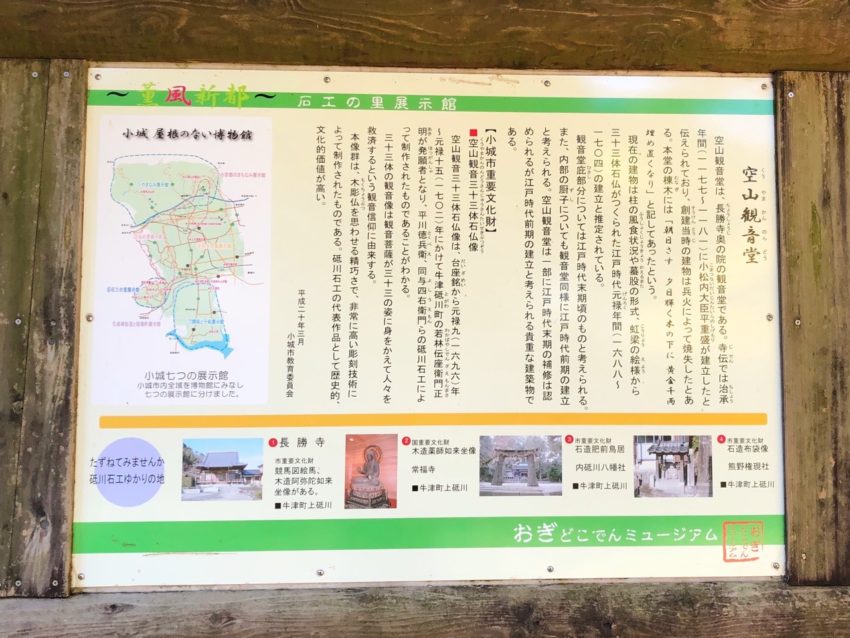 ～菫風新都～ 石工の里展示館
小城 屋根のない博物館
小城七つの展示館
小城市内全域を博物館にみなし
七つの展示館に分けました。
空山観音堂
くうやまかんのんどう
空山観音堂は、長勝寺奥の院の観音堂である。寺伝では治承
年間（一一七七～一一八一）に小松内大臣平重盛が建立したと
伝えられており、創建当時の建物は兵火によって焼失したとあ
る。本堂の棟木には「朝日さす 夕日輝く木の下に 黄金千両
埋め置くなり」と記してあったという。
現在の建物は柱の風食状況や蟇股の形式、虹梁の絵様から
三十三体石仏がつくられた江戸時代元禄年間（一六八八～
一七〇四）の建立と推定されている。
観音堂庇部分については江戸時代末期頃のものと考えられる。
また、内部の厨子についても観音堂同様に江戸時代前期の建立
と考えられる。空山観音堂は一部に江戸時代末期の補修は認
められるが江戸時代前期の建立と考えられる貴重な建築物で
ある。
【小城市重要文化財】
■空山観音三十三体石仏像
空山観音三十三体石仏像は、台座銘から元禄九（一六九六）年
～元禄十五（一七〇二）年にかけて牛津砥川町の若林伝左衛門正
明が発願者となり、平川徳兵衛、同与四右衛門らの砥川石工によ
って制作されたものであることがわかる。
三十三体の観音像は観音菩薩が三十三の姿に身をかえて人々を
救済するという観音信仰に由来する。
本像群は、木彫仏を思わせる精巧さで、非常に高い彫刻技術に
よって制作されたものである。砥川石工の代表作品として歴史的、
文化的価値が高い。
平成二十年三月
小城市教育委員会
たずねてみませんか
砥川石工ゆかりの地
1 長勝寺
市重要文化財
競馬図絵馬、
木造阿弥陀如来
坐像がある。
■牛津町上砥川
2 国重要文化財
木造薬師如来坐像
常福寺
■牛津町上砥川
3 市重要文化財
石造肥前鳥居
内砥川八幡社
■牛津町上砥川
4 市重要文化財
石造布袋像
熊野権現社
■牛津町上砥川
おぎどこでんミュージアム